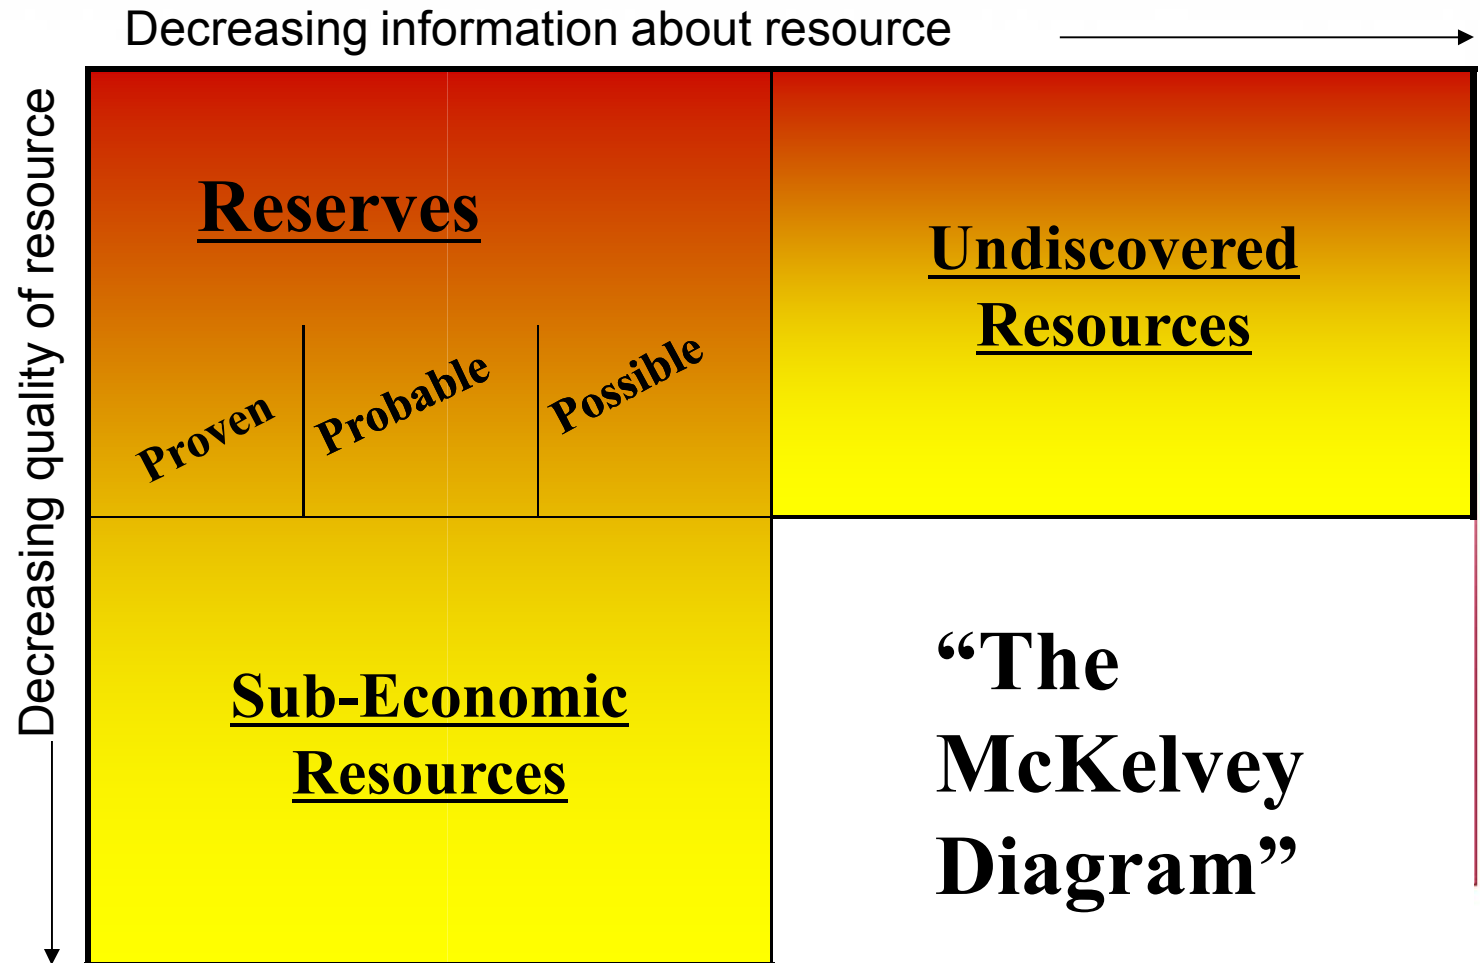 Decreasing information about resource
Decreasing quality of resource
Reserves
Undiscovered
Resources
Proven
Probable
Possible
Sub-Economic
Resources
“The
McKelvey
Diagram”